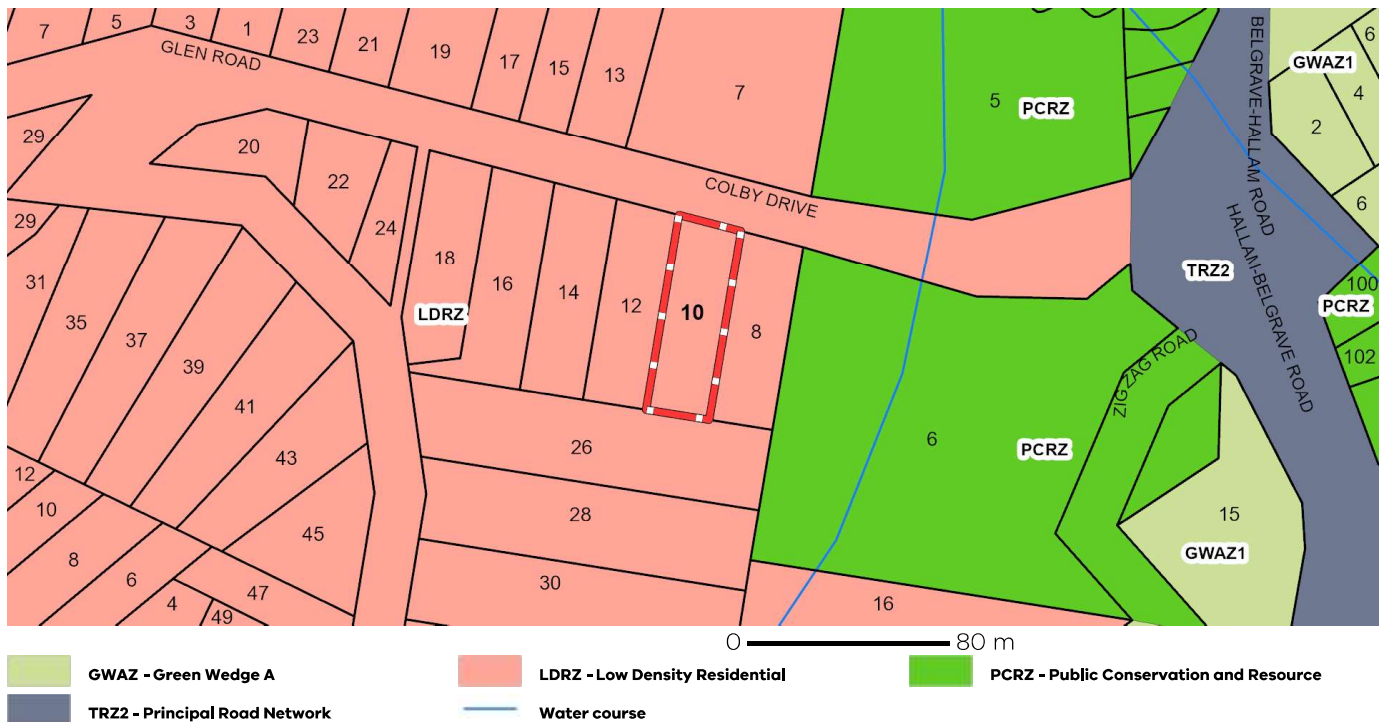 7
5
3
1
23
21
19
17
15
13
7
5
PCRZ
GWAZ1
6
4
2
6
GLEN ROAD
BELGRAVE-HALLAM ROAD
29
20
22
24
COLBY DRIVE
HALLAM-BELGRAVE ROAD
29
31
35
37
39
41
43
45
18
16
14
12
10
8
LDRZ
TRZ2
100
PCRZ
102
ZIG ZAG ROAD
26
6
PCRZ
28
15
GWAZ1
30
16
12
10
8
6
4
47
49
0 80 m
GWAZ - Green Wedge A
LDRZ - Low Density Residential
PCRZ - Public Conservation and Resource
TRZ2 - Principal Road Network
Water course